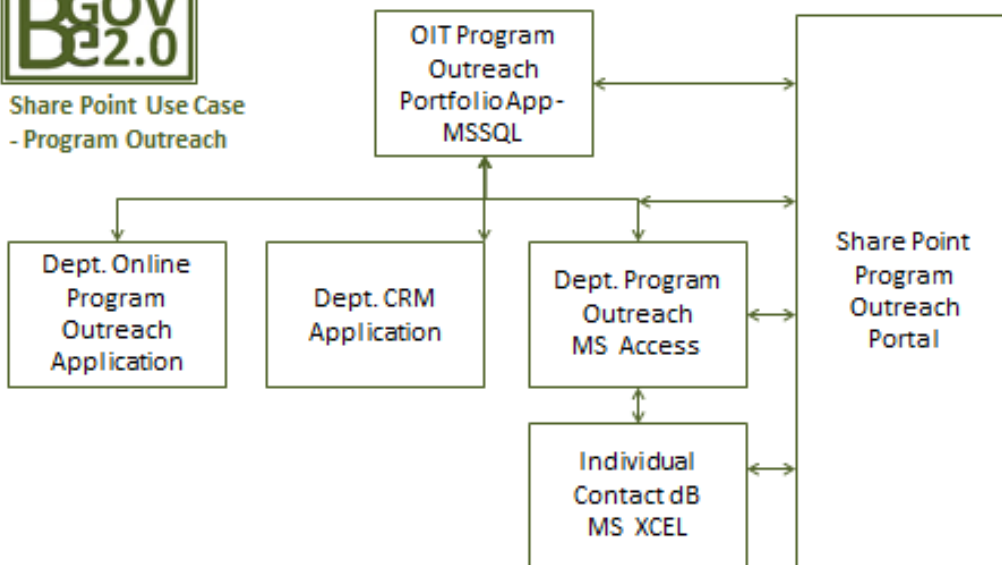 Be GOV
2.0
Share Point Use Case
- Program Outreach
OIT Program
Outreach
Portfolio App -
MSSQL
Dept. Online
Program
Outreach
Application
Dept. CRM
Application
Dept. Program
Outreach
MS Access
Share Point
Program
Outreach
Portal
Individual
Contact dB
MS XCEL